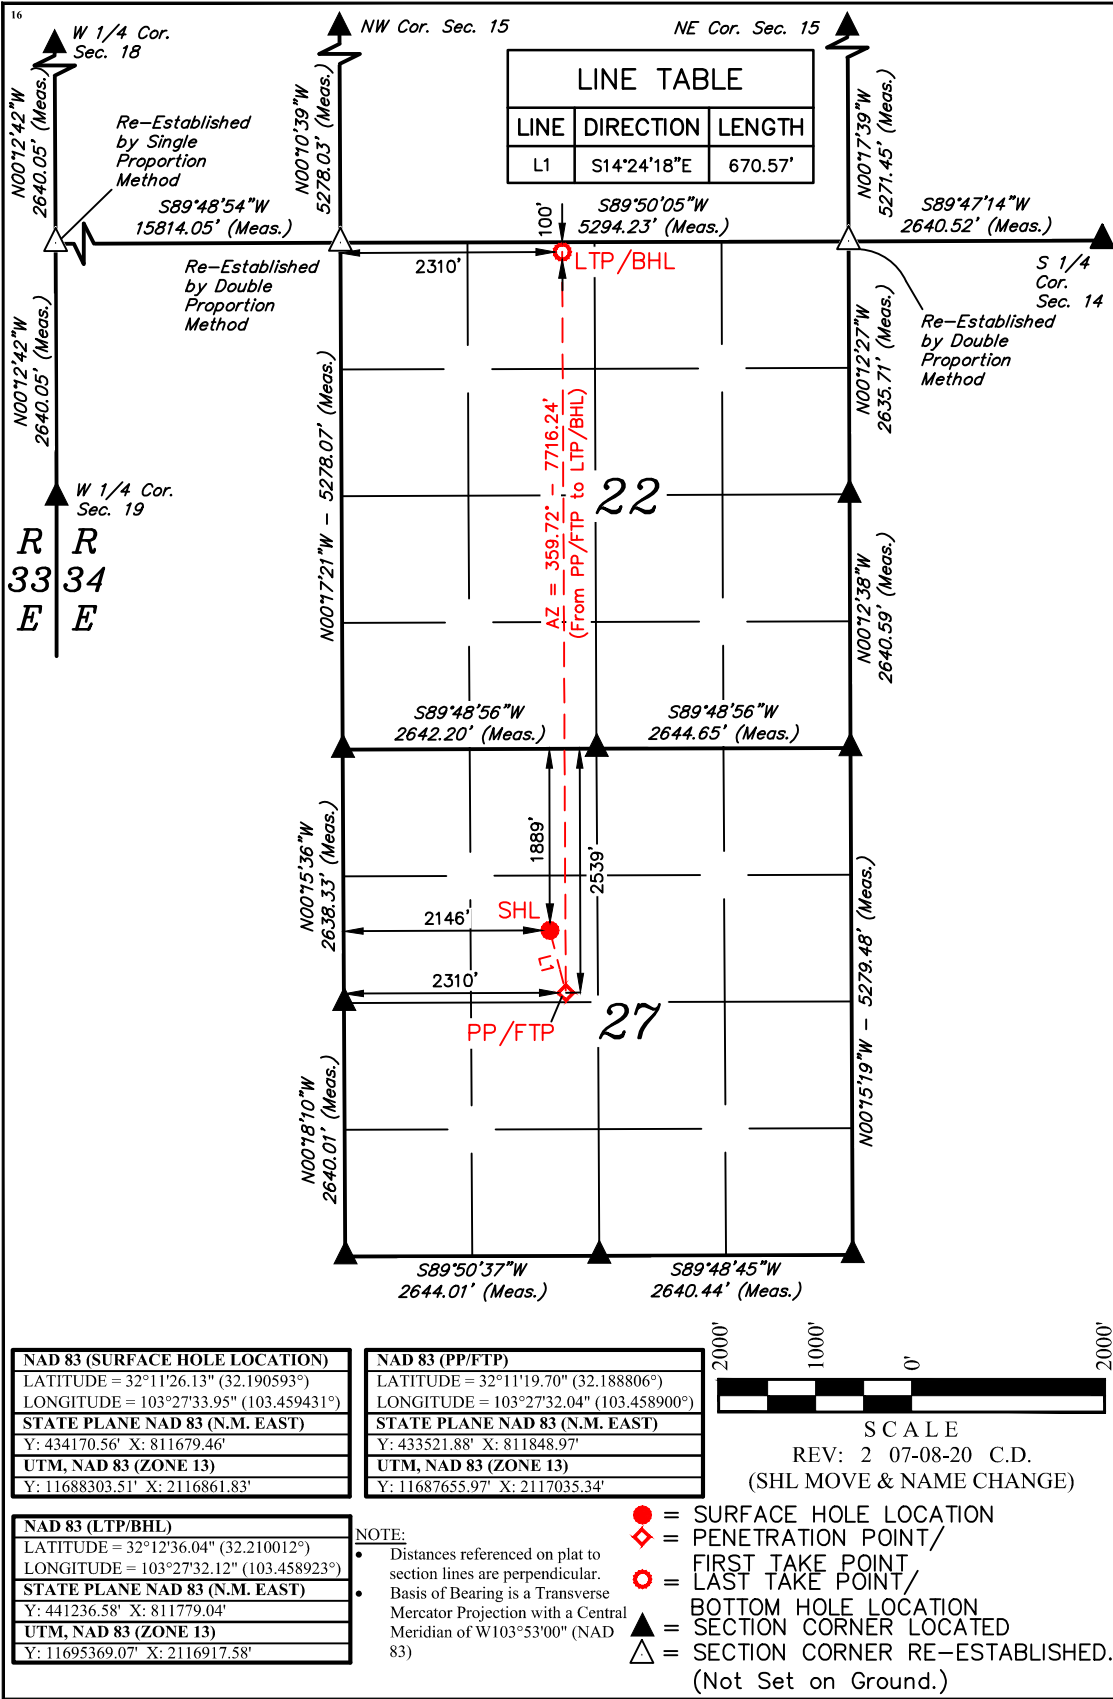 16
W 1/4 Cor.
Sec. 18
NW Cor. Sec. 15
NE Cor. Sec. 15
LINE TABLE
LINE DIRECTION LENGTH
L1 S14°24'18"E 670.57'
N00°12'42"W
2640.05' (Meas.)
Re-Established
by Single
Proportion
Method
N00°10'39"W
5278.03' (Meas.)
N00°17'39"W
5271.45' (Meas.)
S89°48'54"W
15814.05' (Meas.)
100'
S89°50'05"W
5294.23' (Meas.)
S89°47'14"W
2640.52' (Meas.)
Re-Established
by Double
Proportion
Method
2310'
LTP/BHL
S 1/4
Cor.
Sec. 14
Re-Established
by Double
Proportion
Method
N00°12'42"W
2640.05' (Meas.)
N00°12'27"W
2635.71' (Meas.)
N00°17'21"W - 5278.07' (Meas.)
AZ = 359.72° - 7716.24'
(From PP/FTP to LTP/BHL)
22
W 1/4 Cor.
Sec. 19
R R
33 34
E E
N00°12'38"W
2640.59' (Meas.)
S89°48'56"W
2642.20' (Meas.)
S89°48'56"W
2644.65' (Meas.)
N00°15'36"W
2638.33' (Meas.)
1889'
2539'
N00°15'19"W - 5279.48' (Meas.)
SHL
2146'
L1
2310'
PP/FTP
27
N00°18'10"W
2640.01' (Meas.)
S89°50'37"W
2644.01' (Meas.)
S89°48'45"W
2640.44' (Meas.)
NAD 83 (SURFACE HOLE LOCATION)
LATITUDE = 32°11'26.13" (32.190593°)
LONGITUDE = 103°27'33.95" (103.459431°)
STATE PLANE NAD 83 (N.M. EAST)
Y: 434170.56' X: 811679.46'
UTM, NAD 83 (ZONE 13)
Y: 11688303.51' X: 2116861.83'
NAD 83 (PP/FTP)
LATITUDE = 32°11'19.70" (32.188806°)
LONGITUDE = 103°27'32.04" (103.458900°)
STATE PLANE NAD 83 (N.M. EAST)
Y: 433521.88' X: 811848.97'
UTM, NAD 83 (ZONE 13)
Y: 11687655.97' X: 2117035.34'
2000' 1000' 0' 2000'
SCALE
REV: 2 07-08-20 C.D.
(SHL MOVE & NAME CHANGE)
NAD 83 (LTP/BHL)
LATITUDE = 32°12'36.04" (32.210012°)
LONGITUDE = 103°27'32.12" (103.458923°)
STATE PLANE NAD 83 (N.M. EAST)
Y: 441236.58' X: 811779.04'
UTM, NAD 83 (ZONE 13)
Y: 11695369.07' X: 2116917.58'
NOTE:
• Distances referenced on plat to
section lines are perpendicular.
• Basis of Bearing is a Transverse
Mercator Projection with a Central
Meridian of W103°53'00" (NAD
83)
= SURFACE HOLE LOCATION
= PENETRATION POINT/
FIRST TAKE POINT
= LAST TAKE POINT/
BOTTOM HOLE LOCATION
= SECTION CORNER LOCATED
= SECTION CORNER RE-ESTABLISHED.
(Not Set on Ground.)